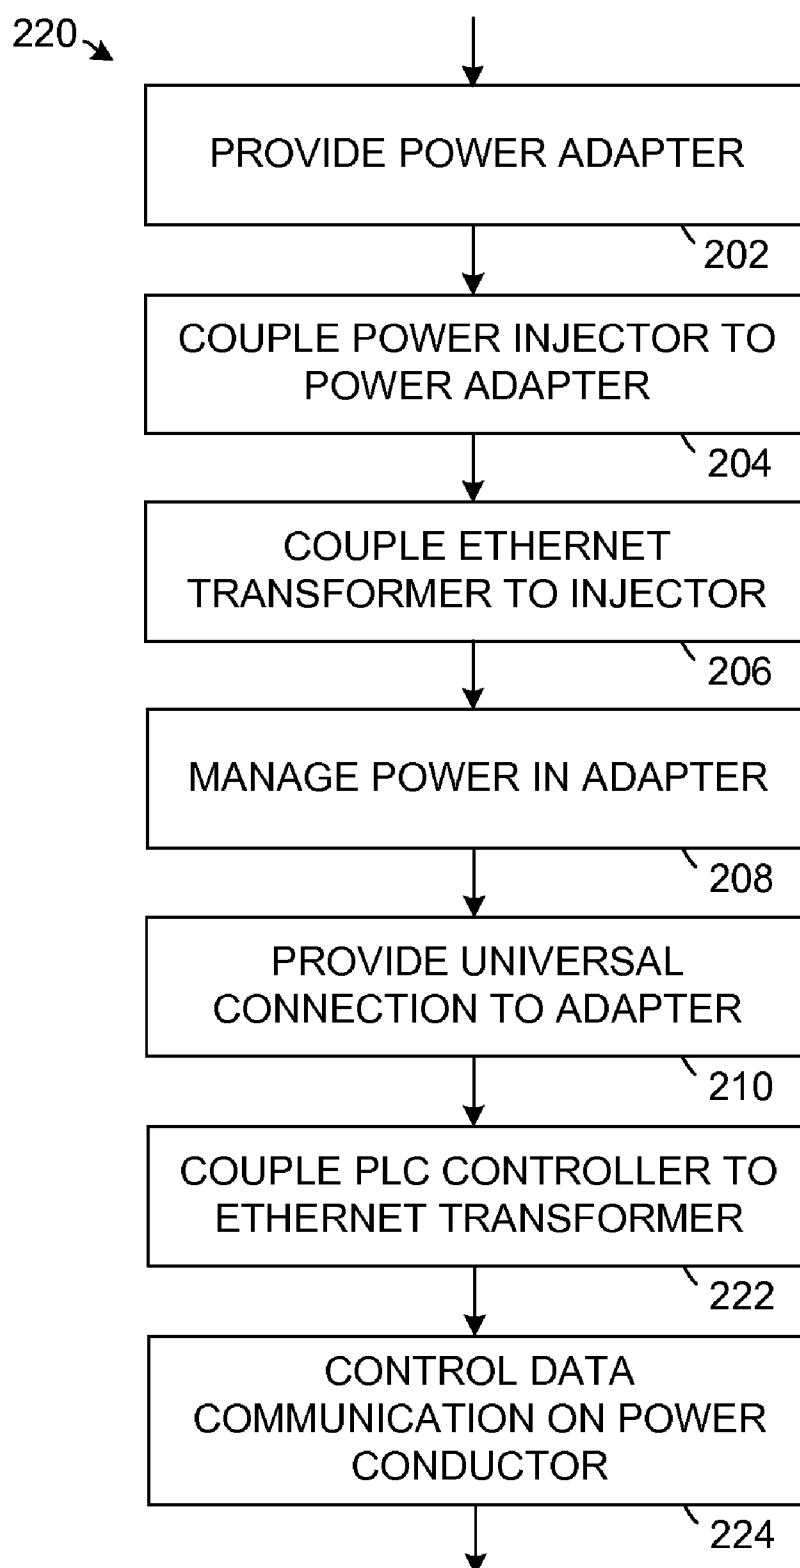 220
PROVIDE POWER ADAPTER
202
COUPLE POWER INJECTOR TO
POWER ADAPTER
204
COUPLE ETHERNET
TRANSFORMER TO INJECTOR
206
MANAGE POWER IN ADAPTER
208
PROVIDE UNIVERSAL
CONNECTION TO ADAPTER
210
COUPLE PLC CONTROLLER TO
ETHERNET TRANSFORMER
222
CONTROL DATA
COMMUNICATION ON POWER
CONDUCTOR
224